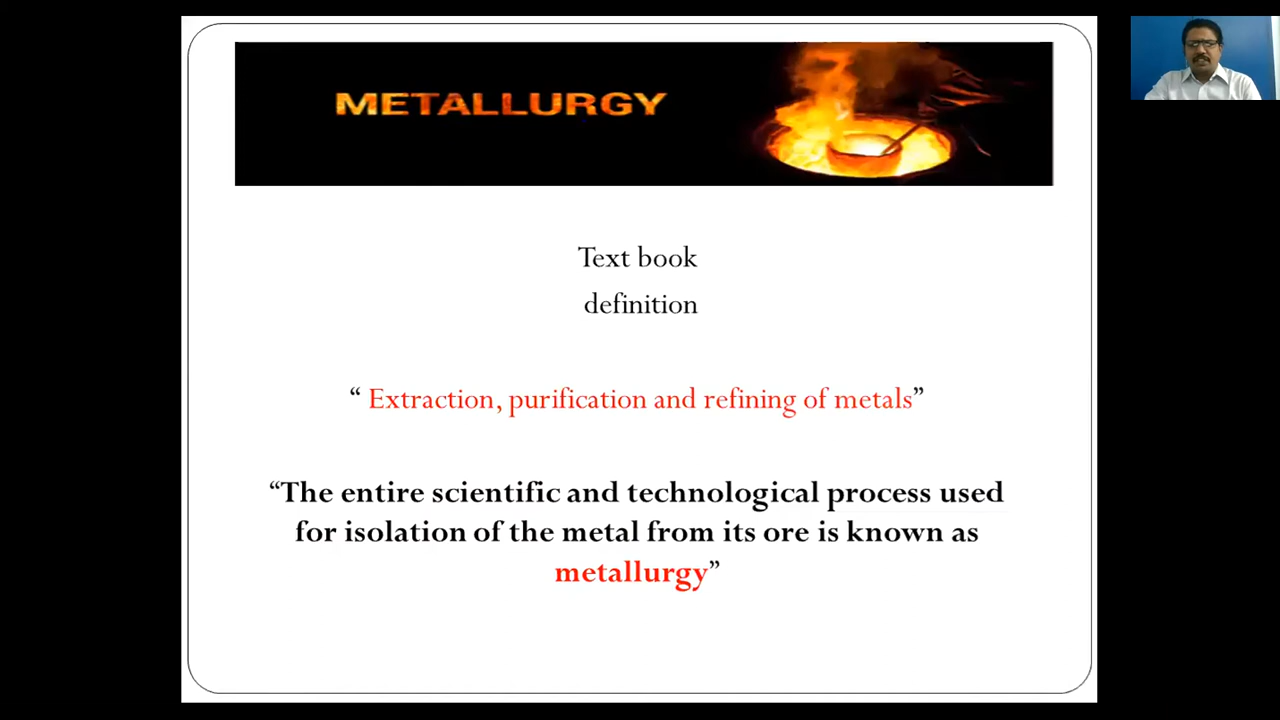 METALLURGY
Text book
definition
“ Extraction, purification and refining of metals”
“The entire scientific and technological process used
for isolation of the metal from its ore is known as
metallurgy”